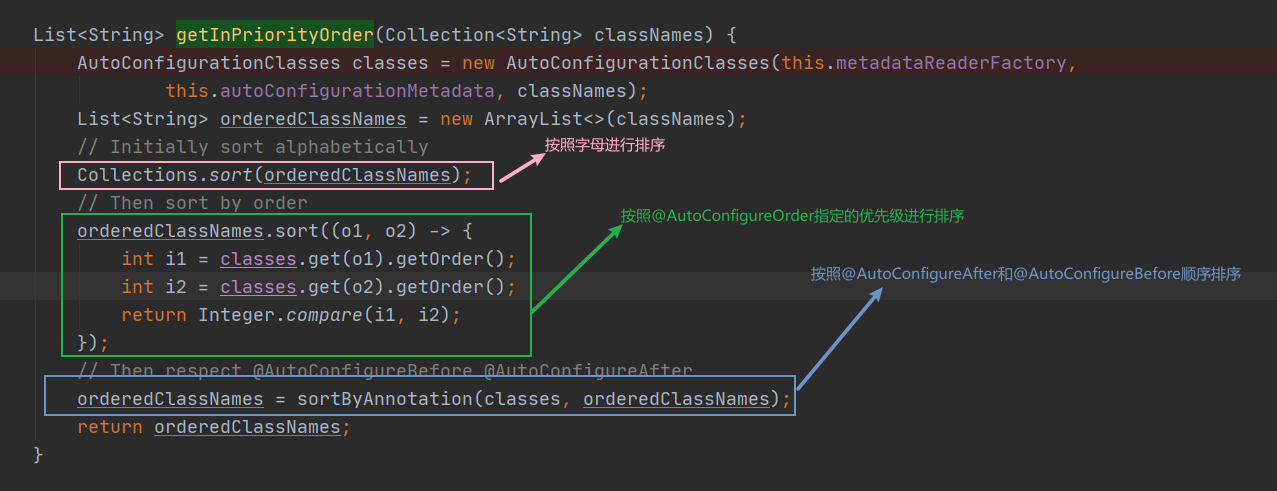 List<String> getInPriorityOrder(Collection<String> classNames) {
AutoConfigurationClasses classes = new AutoConfigurationClasses(this.metadataReaderFactory,
this.autoConfigurationMetadata, classNames);
List<String> orderedClassNames = new ArrayList<>(classNames);
// Initially sort alphabetically
按照字母进行排序
Collections.sort(orderedClassNames);
// Then sort by order
按照@AutoConfigureOrder指定的优先级进行排序
orderedClassNames.sort((o1, o2) -> {
int i1 = classes.get(o1).getOrder();
按照@AutoConfigureAfter和@AutoConfigureBefore顺序排序
int i2 = classes.get(o2).getOrder();
return Integer.compare(i1, i2);
});
// Then respect @AutoConfigureBefore @AutoConfigureAfter
orderedClassNames = sortByAnnotation(classes, orderedClassNames);
return orderedClassNames;
}